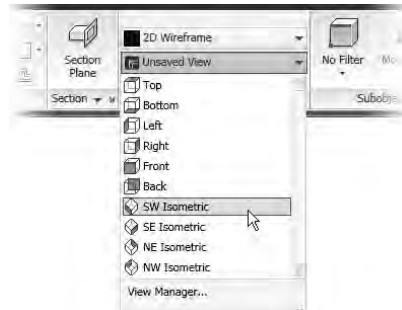 2D Wireframe
Section
Plane
Unsaved View
No Filter
Section
Top
Bottom
Left
Right
Front
Back
SW Isometric
SE Isometric
NE Isometric
NW Isometric
View Manager...